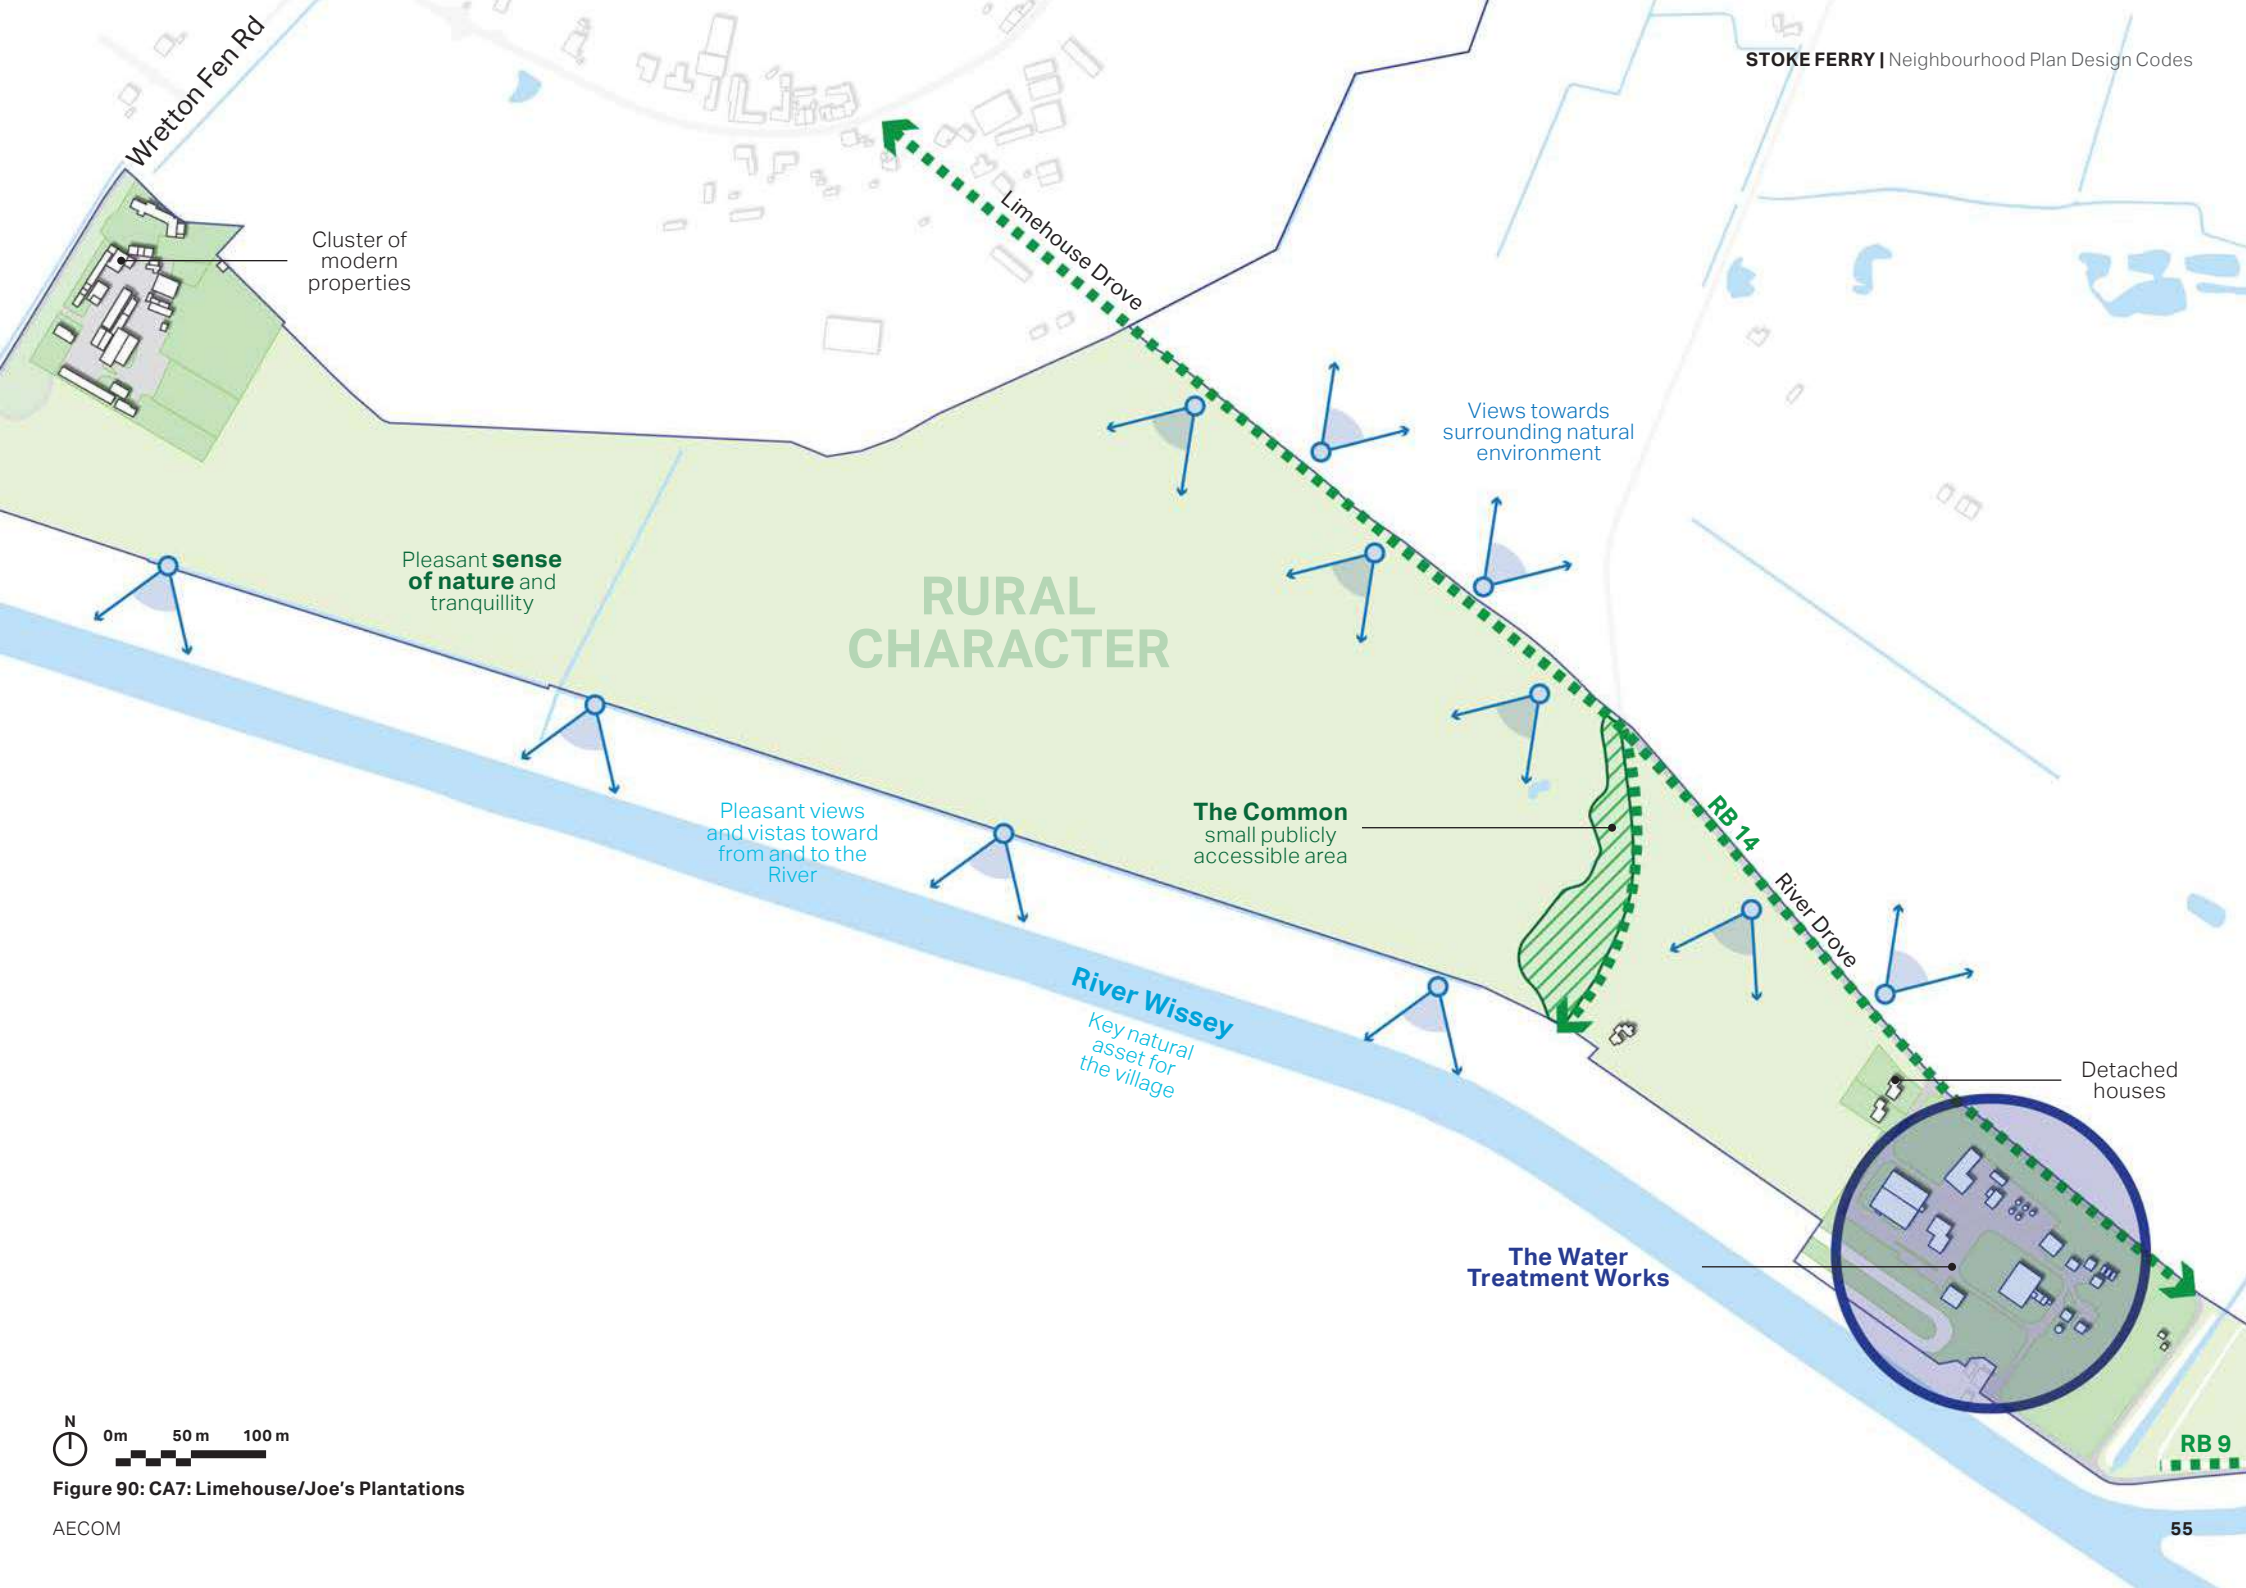 STOKE FERRY | Neighbourhood Plan Design Codes
Wretton Fen Rd
Cluster of
modern
properties
Limehouse Drove
Views towards
surrounding natural
environment
Pleasant sense
of nature and
tranquillity
RURAL
CHARACTER
Pleasant views
and vistas toward
from and to the
River
The Common
small publicly
accessible area
RB 14
River Drove
River Wissey
Key natural
asset for
the village
Detached
houses
The Water
Treatment Works
RB 9
N
0m 50 m 100 m
Figure 90: CA7: Limehouse/Joe's Plantations
AECOM
55